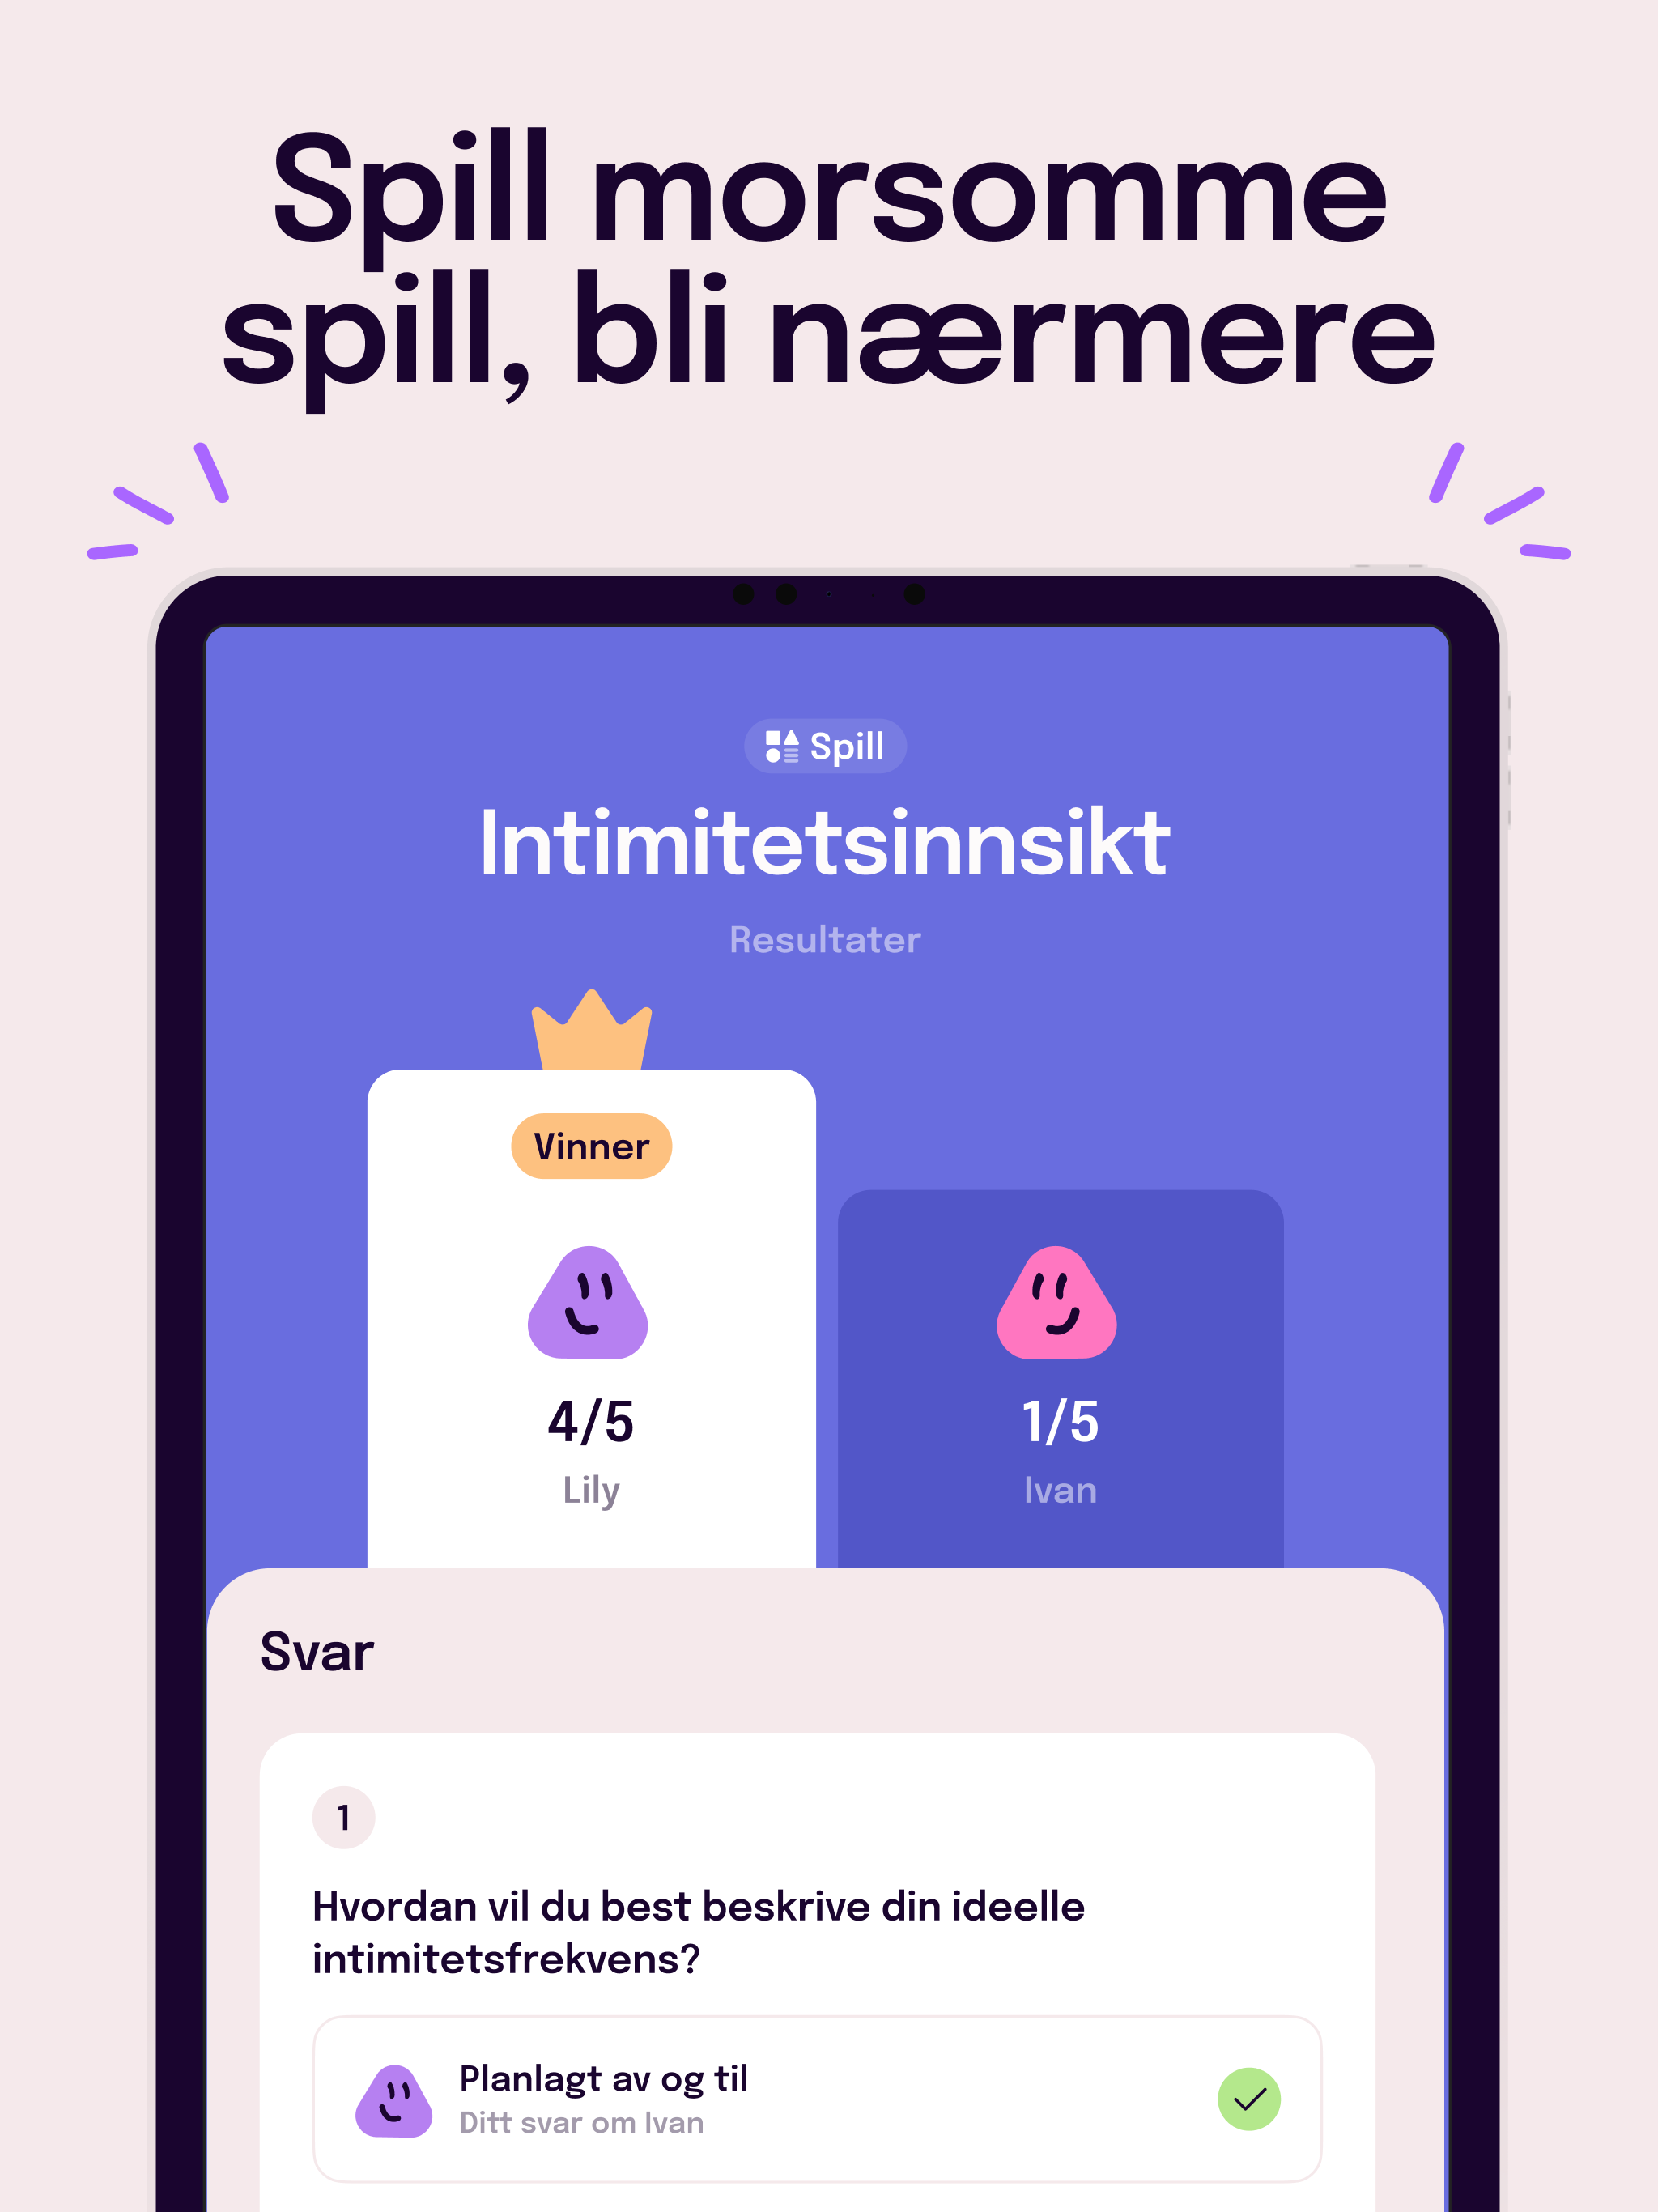 Spill morsomme
spill, bli nærmere
Spill
Intimitetsinnsikt
Resultater
Vinner
4/5
Lily
1/5
Ivan
Svar
1
Hvordan vil du best beskrive din ideelle
intimitetsfrekvens?
Planlagt av og til
Ditt svar om Ivan